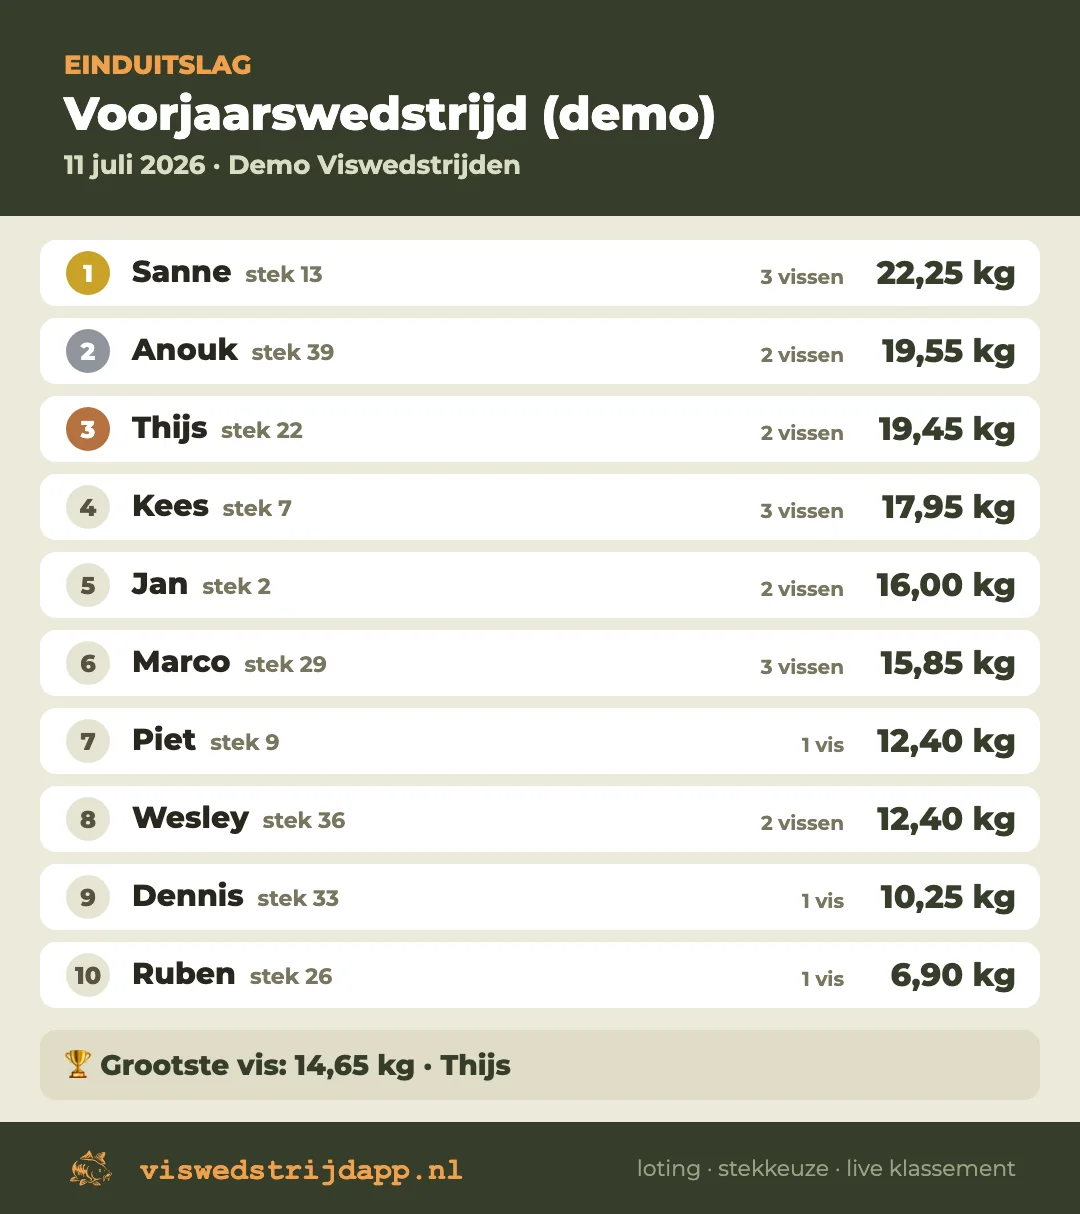 EINDUITSLAG
Voorjaarswedstrijd (demo)
11 juli 2026 · Demo Viswedstrijden
1 Sanne stek 13 3 vissen 22,25 kg
2 Anouk stek 39 2 vissen 19,55 kg
3 Thijs stek 22 2 vissen 19,45 kg
4 Kees stek 7 3 vissen 17,95 kg
5 Jan stek 2 2 vissen 16,00 kg
6 Marco stek 29 3 vissen 15,85 kg
7 Piet stek 9 1 vis 12,40 kg
8 Wesley stek 36 2 vissen 12,40 kg
9 Dennis stek 33 1 vis 10,25 kg
10 Ruben stek 26 1 vis 6,90 kg
🏆 Grootste vis: 14,65 kg · Thijs
viswedstrijdapp.nl loting · stekkeuze · live klassement